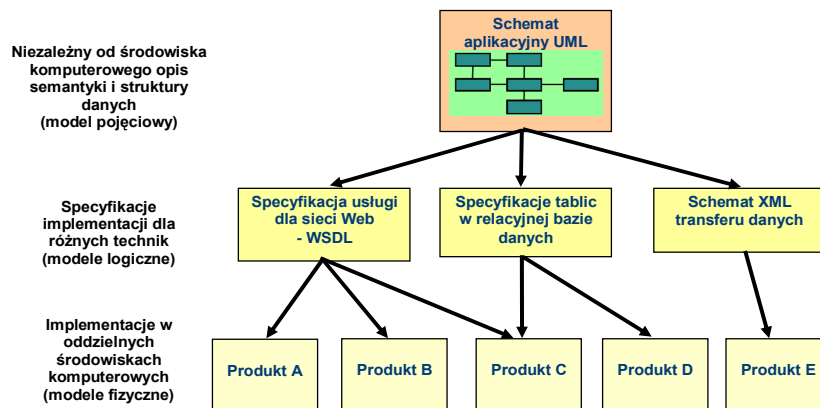 Schemat
aplikacyjny UML
Niezależny od środowiska
komputerowego opis
semantyki i struktury
danych
(model pojęciowy)
Specyfikacje
implementacji dla
różnych technik
(modele logiczne)
Specyfikacja usługi
dla sieci Web
- WSDL
Specyfikacje tablic
w relacyjnej bazie
danych
Schemat XML
transferu danych
Implementacje w
oddzielnych
środowiskach
komputerowych
(modele fizyczne)
Produkt A
Produkt B
Produkt C
Produkt D
Produkt E